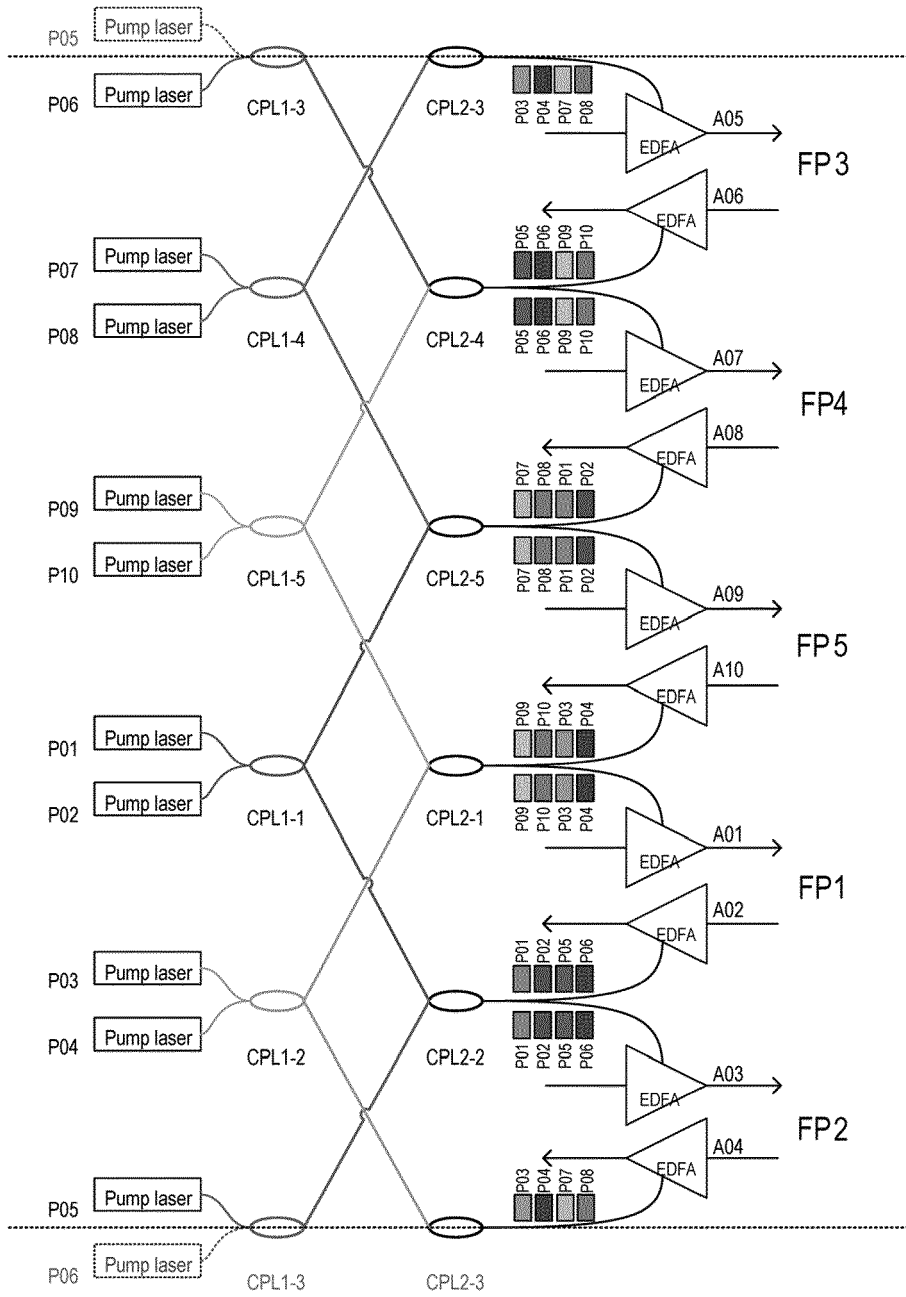 P05 Pump laser
P06 Pump laser
CPL1-3 CPL2-3
P03 P04 P07 P08
EDFA A05
FP3
EDFA A06
P05 P06 P09 P10
P07 Pump laser
P08 Pump laser
CPL1-4 CPL2-4
P05 P06 P09 P10
EDFA A07
FP4
EDFA A08
P07 P08 P01 P02
P09 Pump laser
P10 Pump laser
CPL1-5 CPL2-5
P07 P08 P01 P02
EDFA A09
FP5
EDFA A10
P09 P10 P03 P04
P01 Pump laser
P02 Pump laser
CPL1-1 CPL2-1
P09 P10 P03 P04
EDFA A01
FP1
EDFA A02
P01 P02 P05 P06
P03 Pump laser
P04 Pump laser
CPL1-2 CPL2-2
P01 P02 P05 P06
EDFA A03
FP2
EDFA A04
P03 P04 P07 P08
P05 Pump laser
P06 Pump laser
CPL1-3 CPL2-3